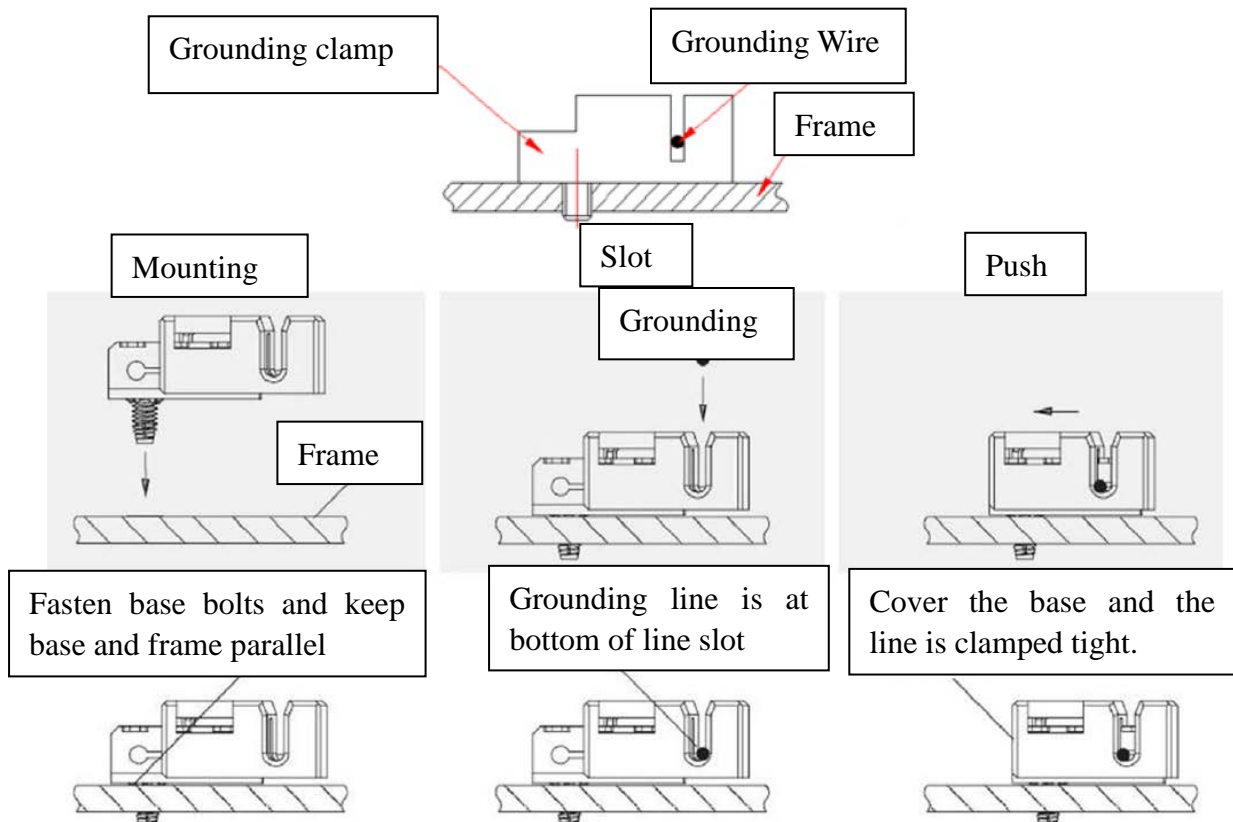 Grounding clamp
Grounding Wire
Frame
Mounting
Slot
Push
Grounding
Frame
Fasten base bolts and keep
base and frame parallel
Grounding line is at
bottom of line slot
Cover the base and the
line is clamped tight.